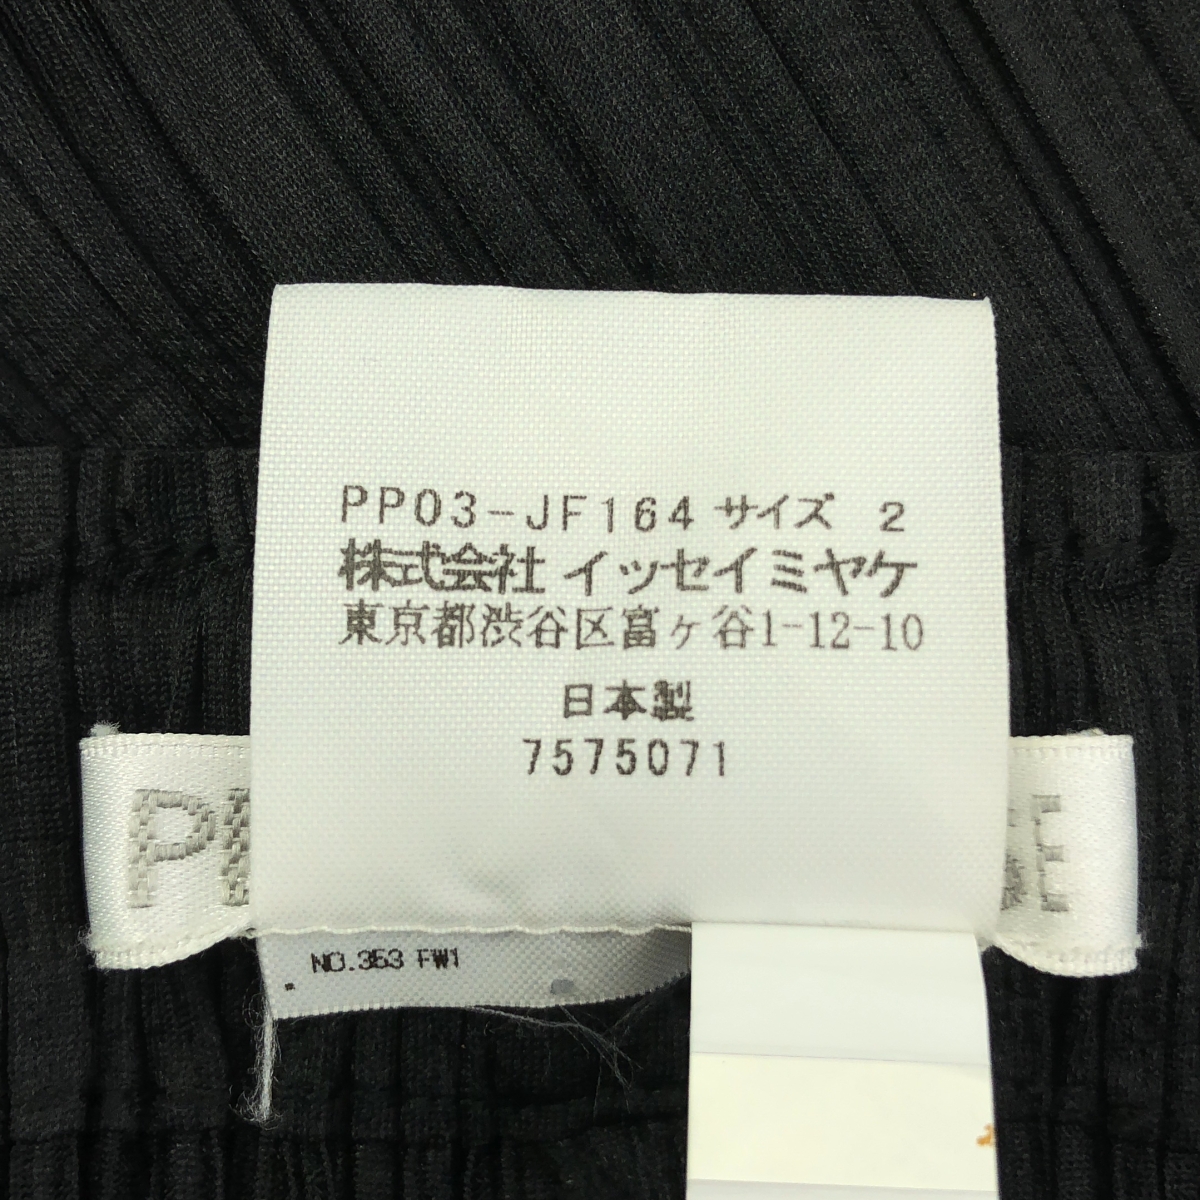 PP03-JF164 サイズ 2
株式会社 イッセイミヤケ
東京都渋谷区富ヶ谷1-12-10
日本製
7575071
NO.353 FW1